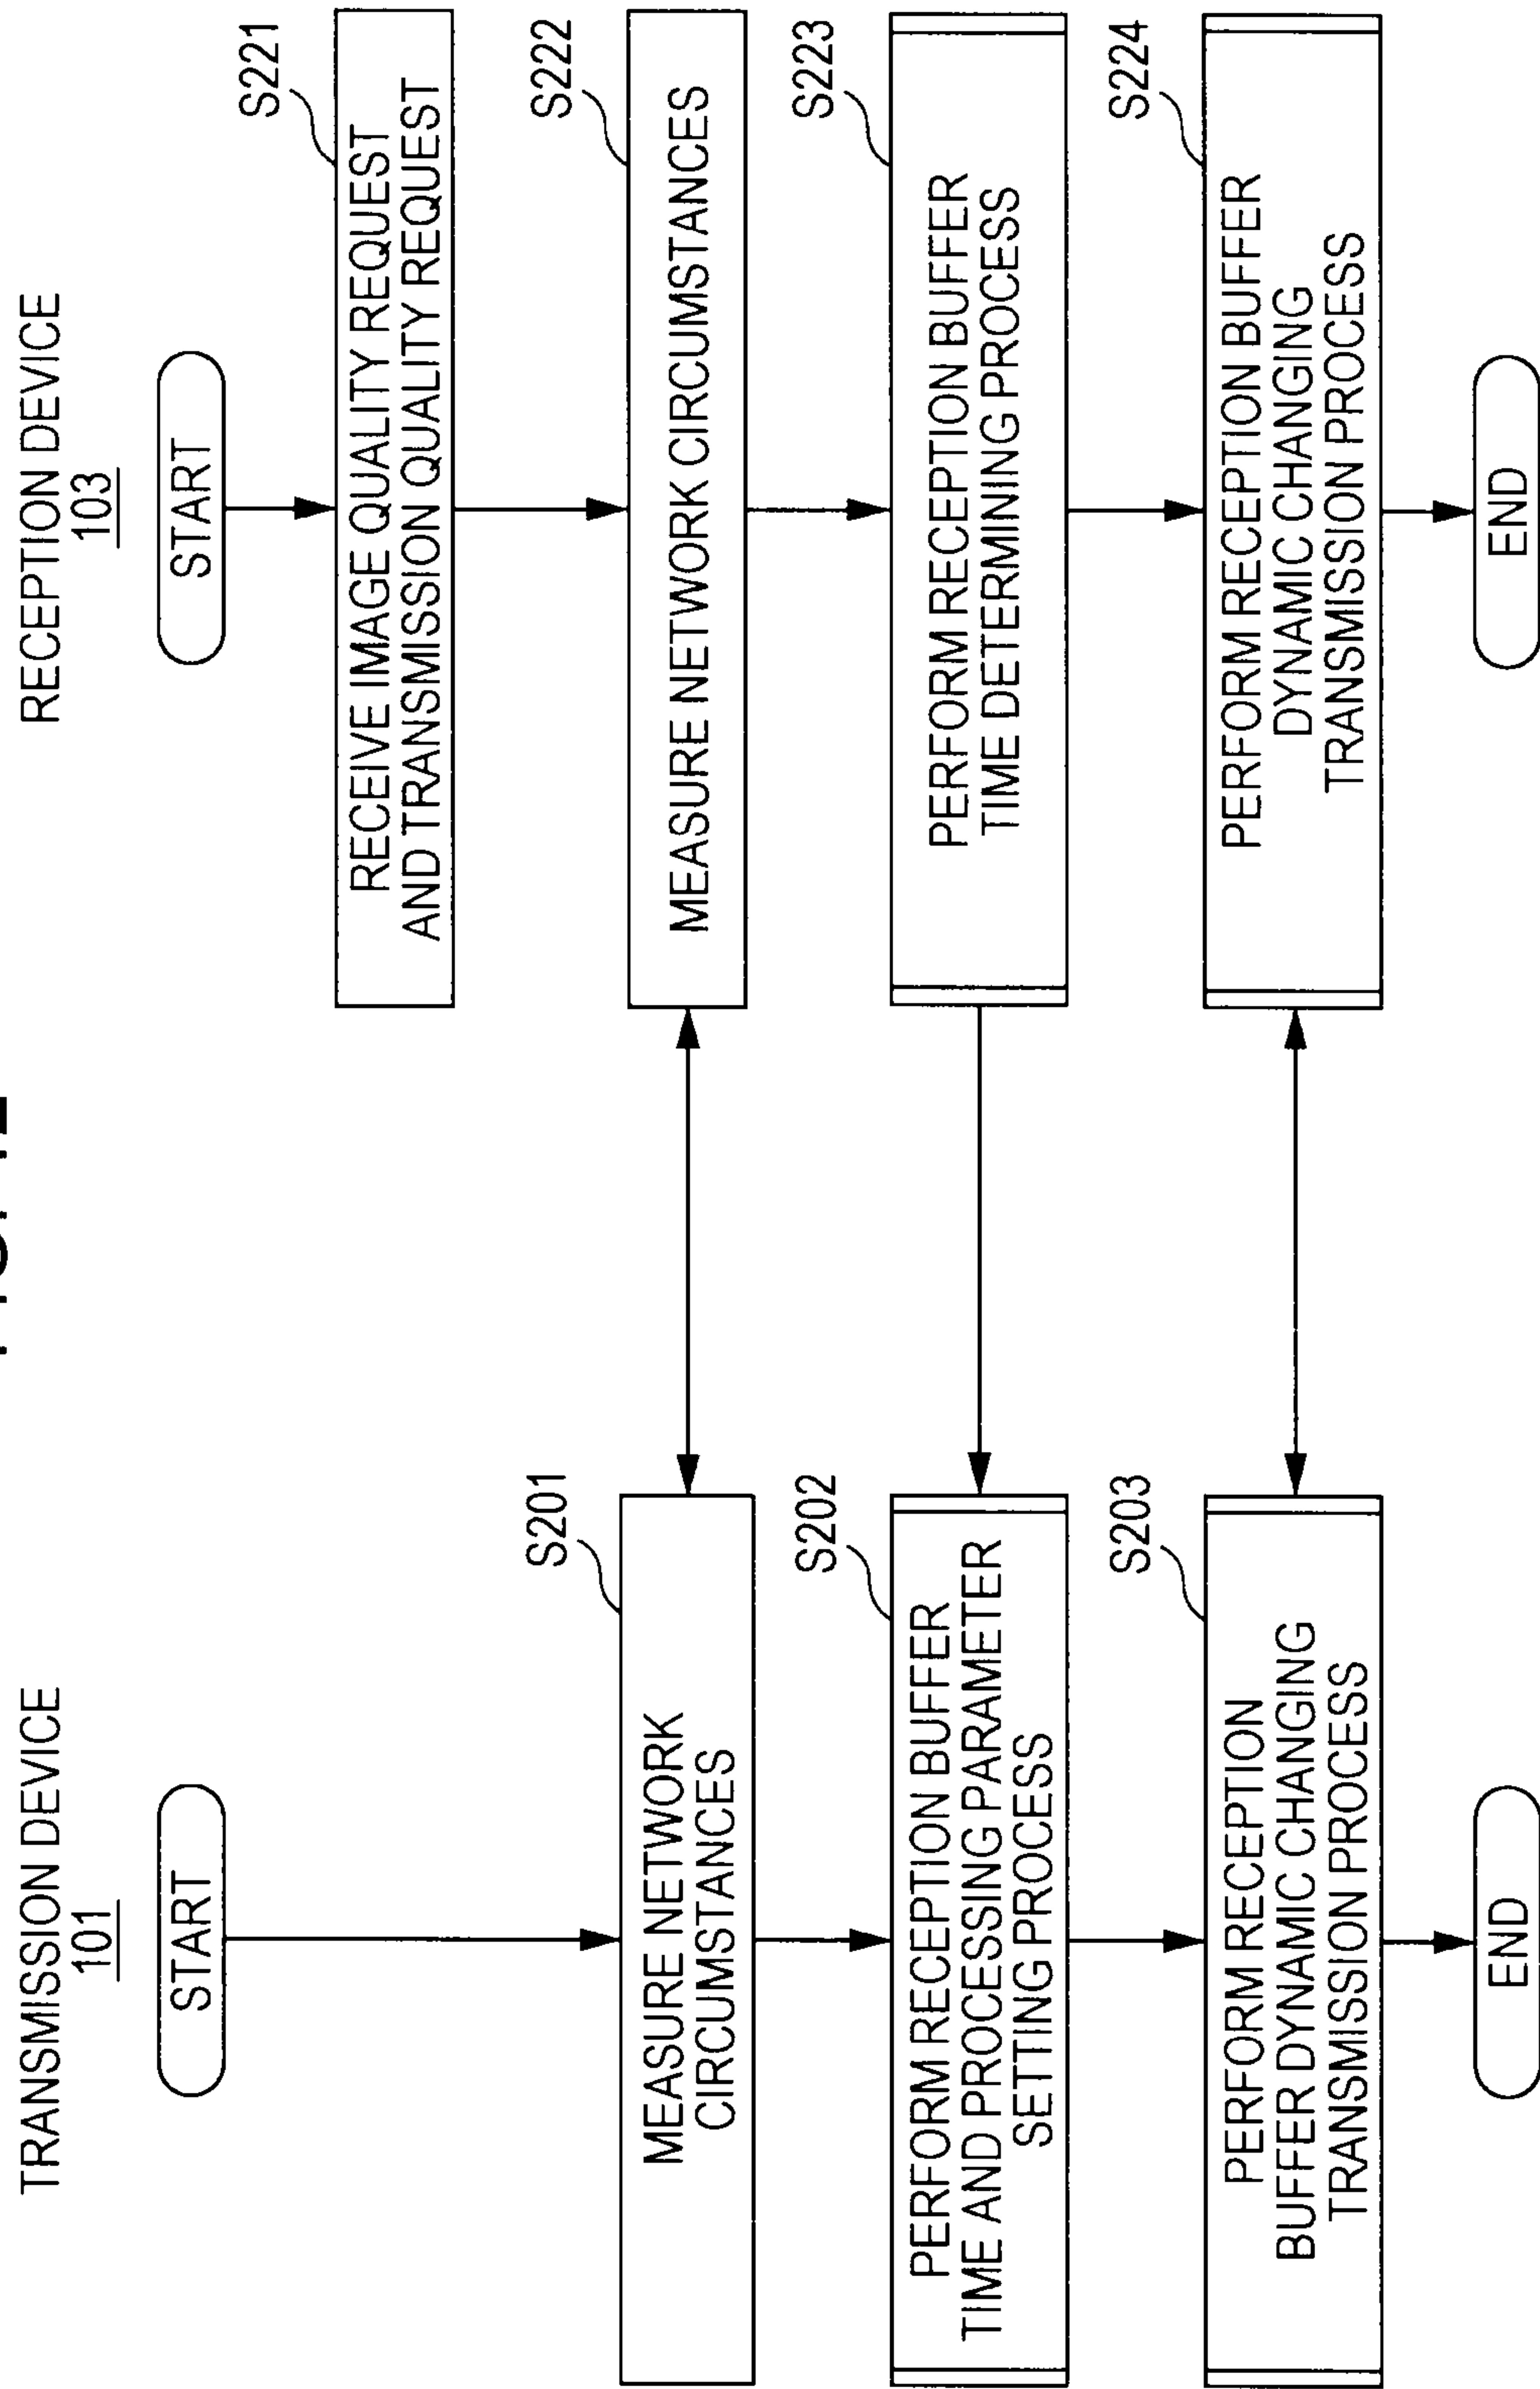 TRANSMISSION DEVICE
101
START
S201
MEASURE NETWORK
CIRCUMSTANCES
S202
PERFORM RECEPTION BUFFER
TIME AND PROCESSING PARAMETER
SETTING PROCESS
S203
PERFORM RECEPTION
BUFFER DYNAMIC CHANGING
TRANSMISSION PROCESS
END
RECEPTION DEVICE
103
START
S221
RECEIVE IMAGE QUALITY REQUEST
AND TRANSMISSION QUALITY REQUEST
S222
MEASURE NETWORK CIRCUMSTANCES
S223
PERFORM RECEPTION BUFFER
TIME DETERMINING PROCESS
S224
PERFORM RECEPTION BUFFER
DYNAMIC CHANGING
TRANSMISSION PROCESS
END